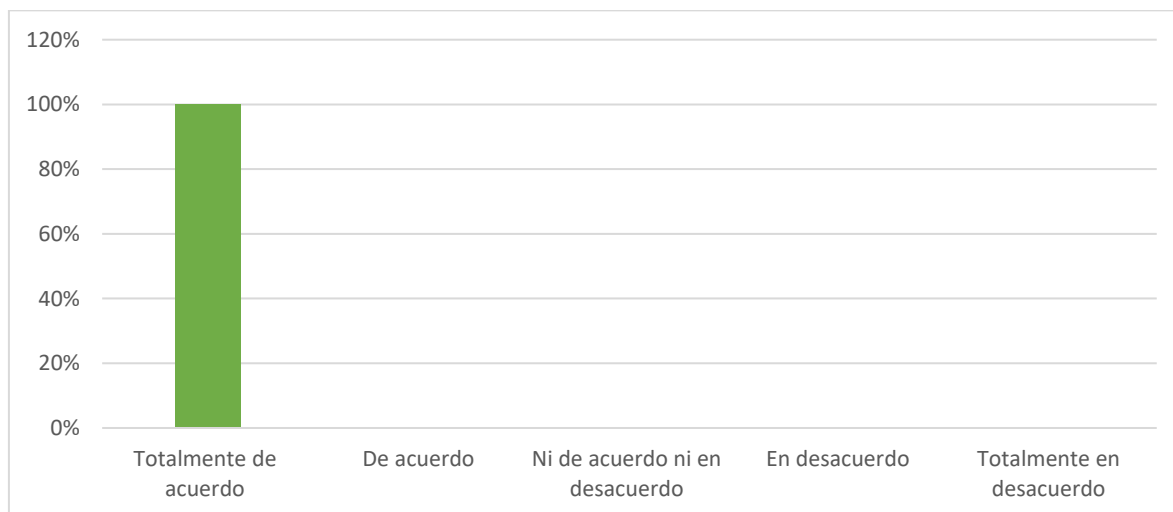 120%
100%
80%
60%
40%
20%
0%
Totalmente de
acuerdo
De acuerdo
Ni de acuerdo ni en
desacuerdo
En desacuerdo
Totalmente en
desacuerdo